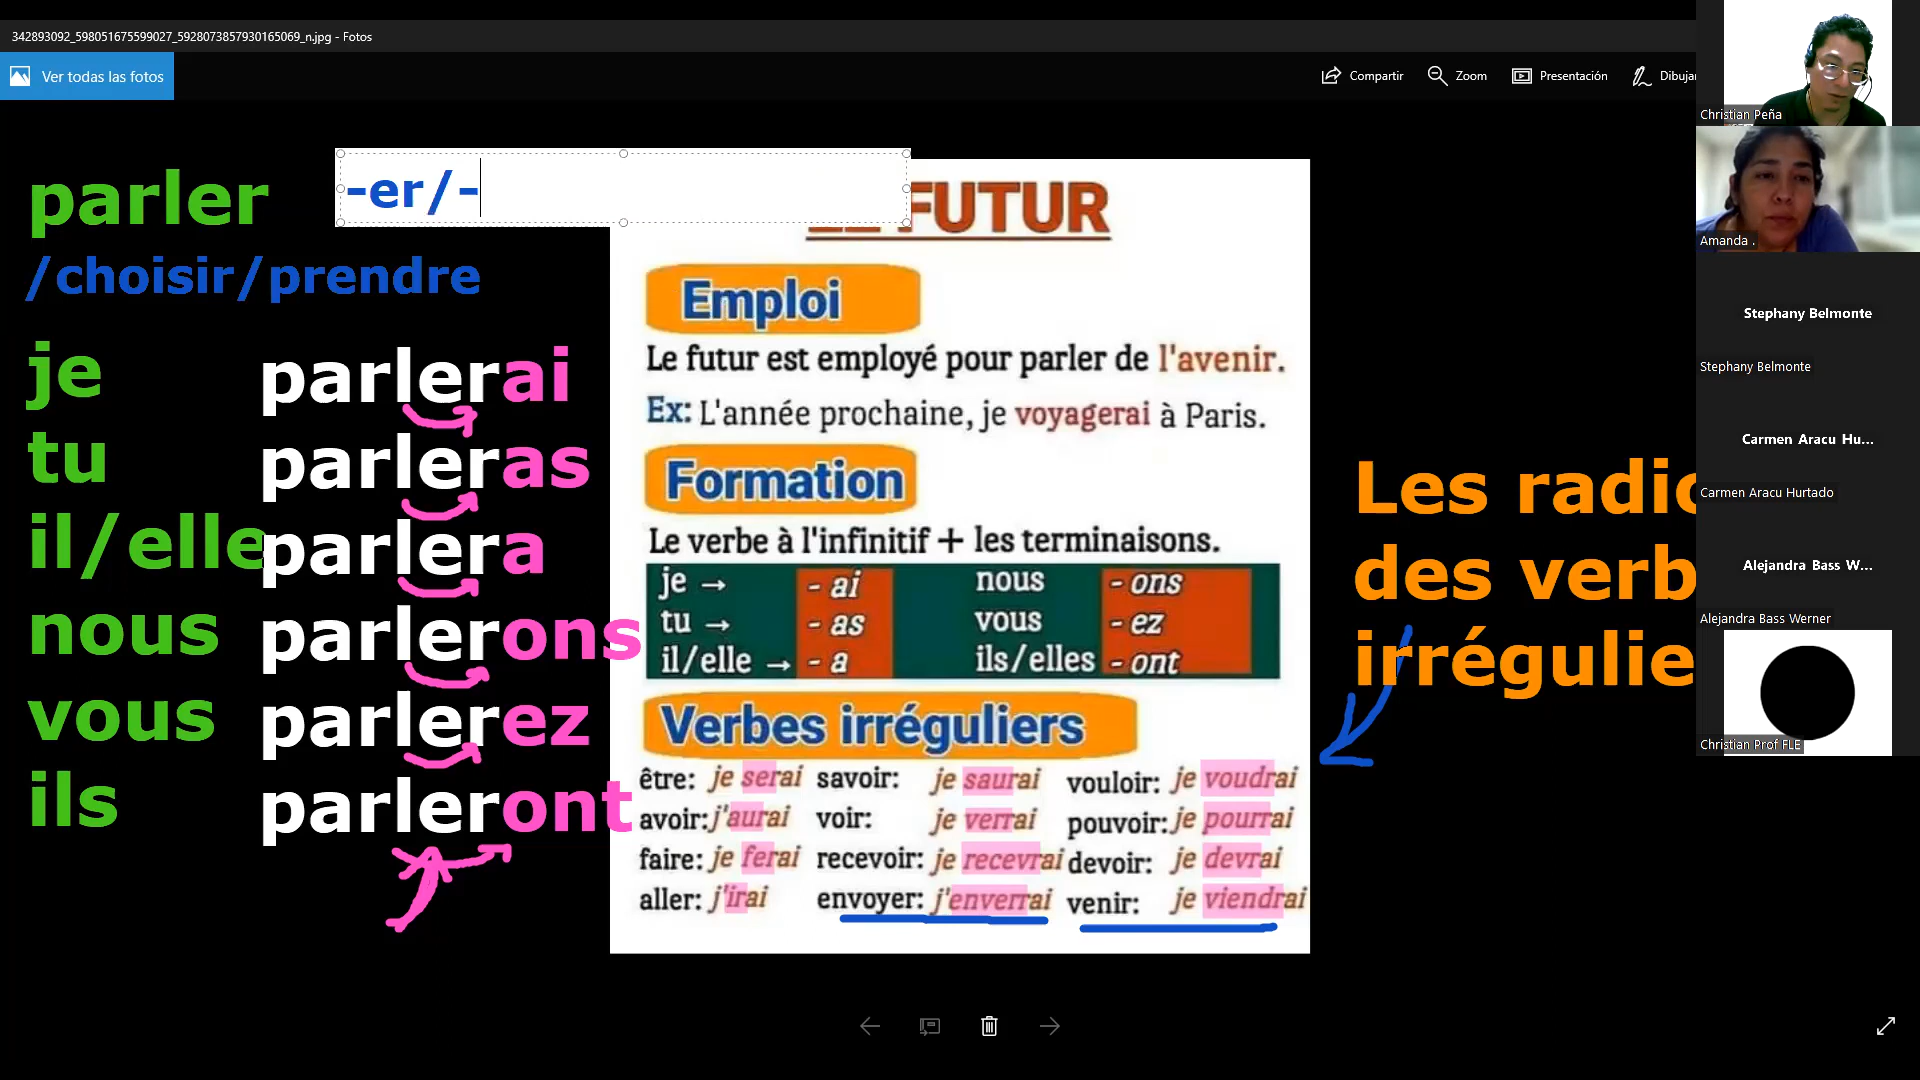 342893092_598051675599027_5928073857930165069_n.jpg - Fotos
Ver todas las fotos
Compartir
Zoom
Presentación
Dibujar
parler
/choisir/prendre
je parlerai
tu parleras
il/elle parlera
nous parlerons
vous parlerez
ils parleront
-er/-
FUTUR
Emploi
Le futur est employé pour parler de l'avenir.
Ex: L'année prochaine, je voyagerai à Paris.
Formation
Le verbe à l'infinitif + les terminaisons.
je → - ai nous - ons
tu → - as vous - ez
il/elle → - a ils/elles - ont
Verbes irréguliers
être: je serai savoir: je saurai vouloir: je voudrai
avoir: j'aurai voir: je verrai pouvoir: je pourrai
faire: je ferai recevoir: je recevrai devoir: je devrai
aller: j'irai envoyer: j'enverrai venir: je viendrai
Les
des verb
irrégulie
Christian Peña
Amanda .
Stephany Belmonte
Stephany Belmonte
Carmen Aracu Hu...
Carmen Aracu Hurtado
Alejandra Bass W...
Alejandra Bass Werner
Christian Prof FLE